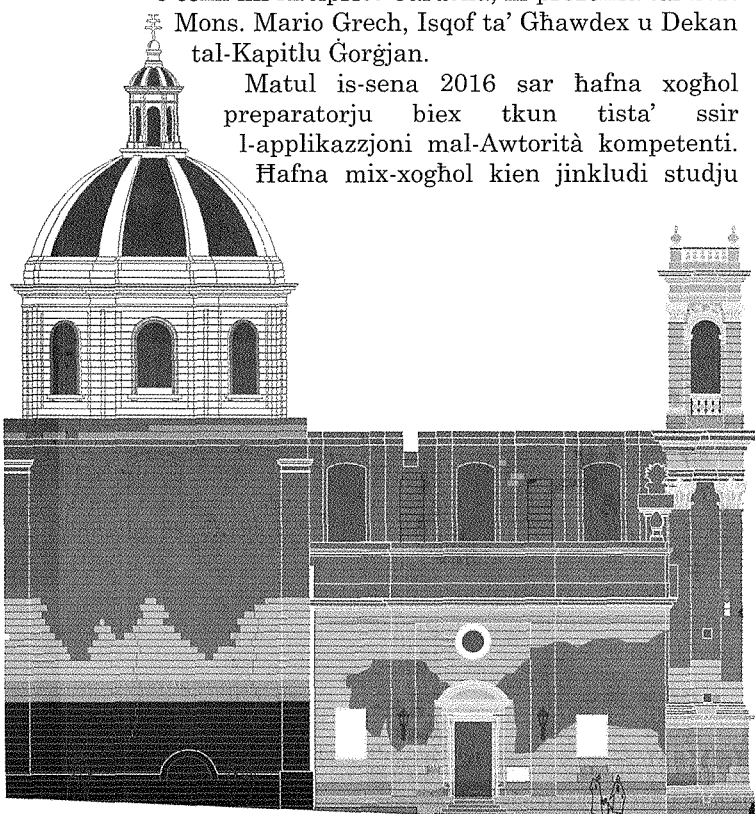 Mons. Mario Grech, Isqof ta’ Għawdex u Dekan
tal-Kapitlu Ġorġjan.
Matul is-sena 2016 sar ħafna xogħol
preparatorju biex tkun tista’ ssir
l-applikazzjoni mal-Awtorità kompetenti.
Ħafna mix-xogħol kien jinkludi studju